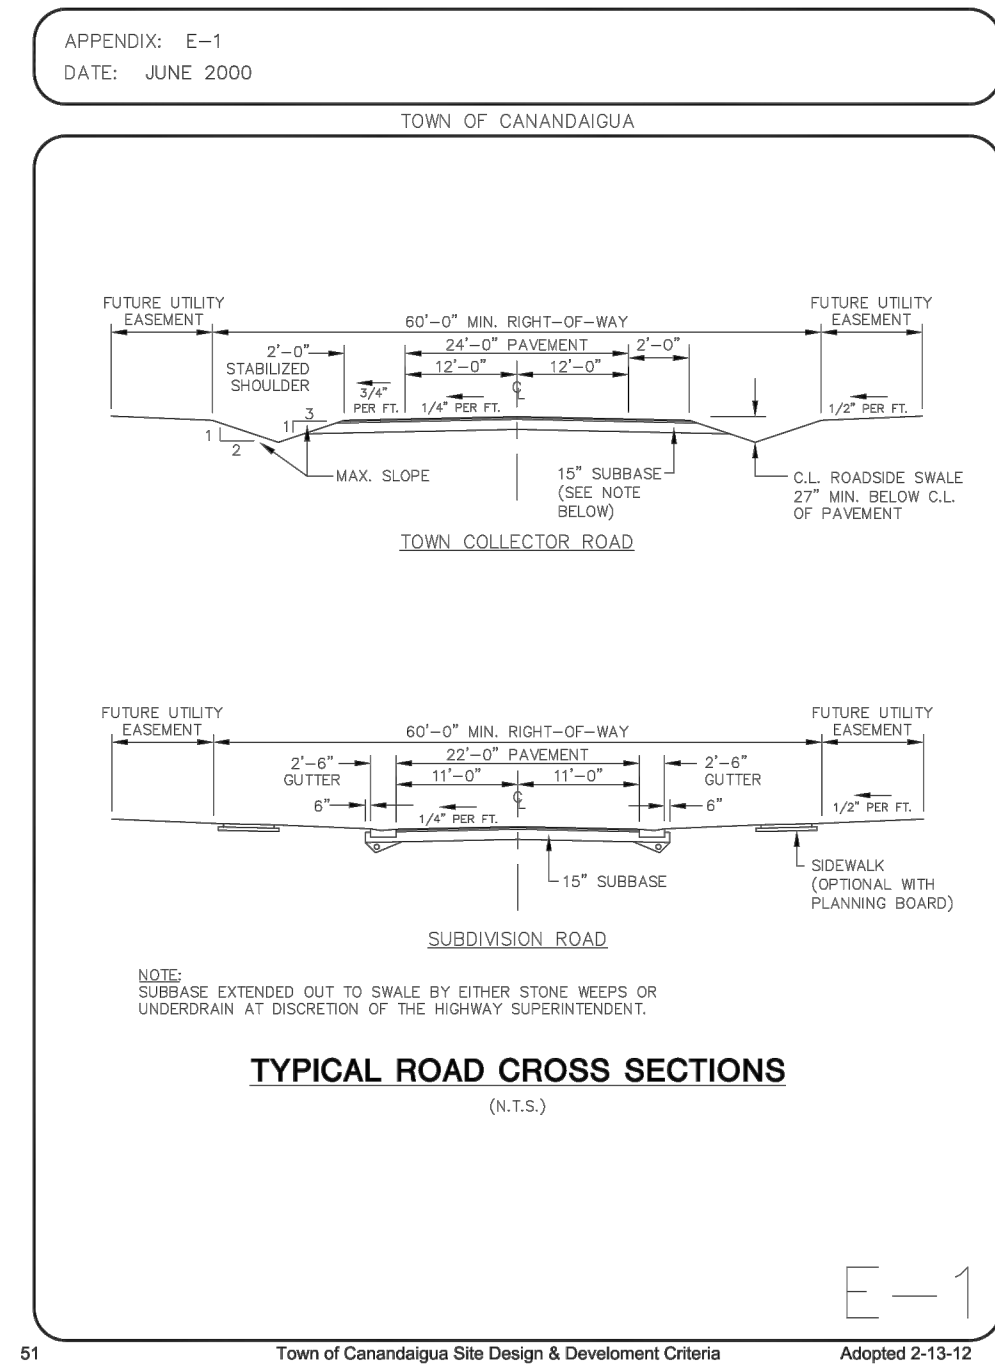 APPENDIX: E-1
DATE: JUNE 2000
TOWN OF CANANDAIGUA
FUTURE UTILITY
EASEMENT
60'-0" MIN. RIGHT-OF-WAY
FUTURE UTILITY
EASEMENT
2'-0"
STABILIZED
SHOULDER
24'-0" PAVEMENT
2'-0"
12'-0"
12'-0"
3/4"
PER FT.
1/4" PER FT.
℄
1/2" PER FT.
3
1
1
2
MAX. SLOPE
15" SUBBASE
(SEE NOTE
BELOW)
C.L. ROADSIDE SWALE
27" MIN. BELOW C.L.
OF PAVEMENT
TOWN COLLECTOR ROAD
FUTURE UTILITY
EASEMENT
60'-0" MIN. RIGHT-OF-WAY
FUTURE UTILITY
EASEMENT
2'-6"
GUTTER
22'-0" PAVEMENT
2'-6"
GUTTER
11'-0"
11'-0"
6"
℄
6"
1/4" PER FT.
1/2" PER FT.
15" SUBBASE
SIDEWALK
(OPTIONAL WITH
PLANNING BOARD)
SUBDIVISION ROAD
NOTE:
SUBBASE EXTENDED OUT TO SWALE BY EITHER STONE WEEPS OR
UNDERDRAIN AT DISCRETION OF THE HIGHWAY SUPERINTENDENT.
TYPICAL ROAD CROSS SECTIONS
(N.T.S.)
E-1
51
Town of Canandaigua Site Design & Develoment Criteria
Adopted 2-13-12